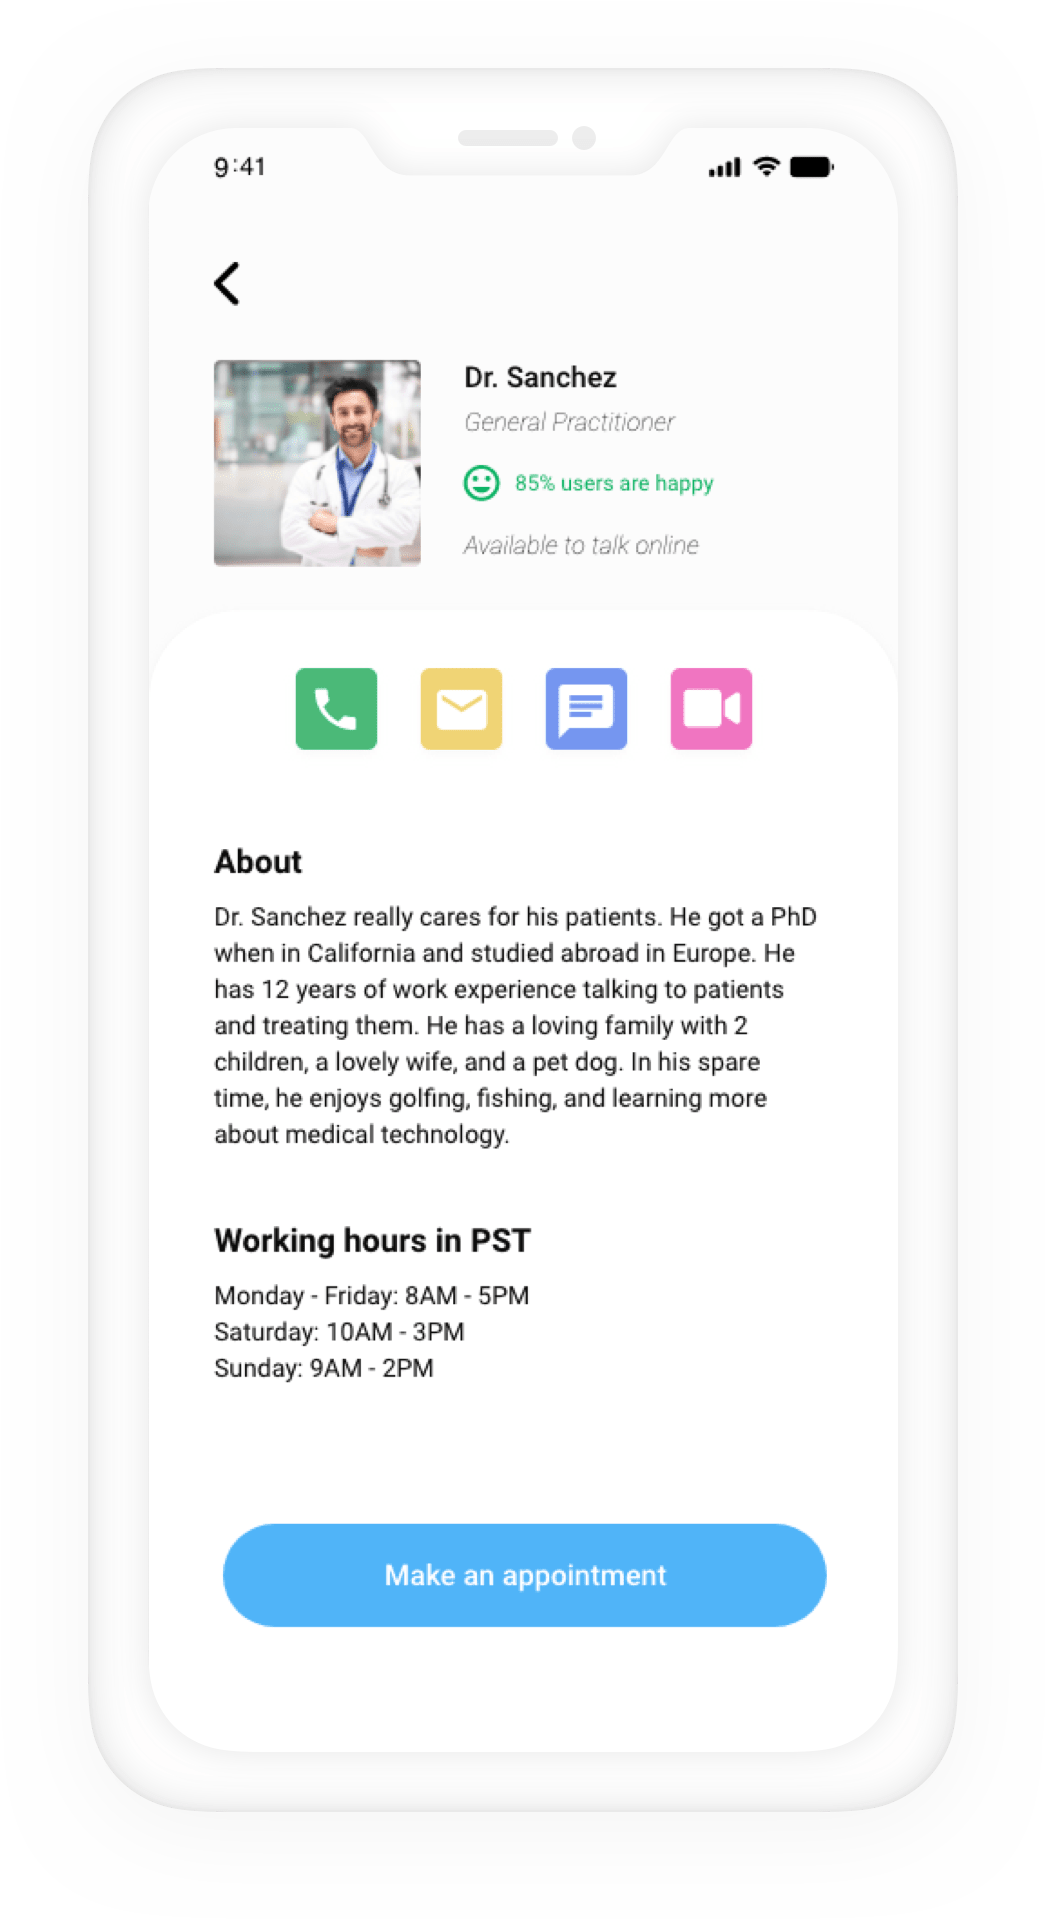 9:41
Dr. Sanchez
General Practitioner
85% users are happy
Available to talk online
About
Dr. Sanchez really cares for his patients. He got a PhD
when in California and studied abroad in Europe. He
has 12 years of work experience talking to patients
and treating them. He has a loving family with 2
children, a lovely wife, and a pet dog. In his spare
time, he enjoys golfing, fishing, and learning more
about medical technology.
Working hours in PST
Monday - Friday: 8AM - 5PM
Saturday: 10AM - 3PM
Sunday: 9AM - 2PM
Make an appointment